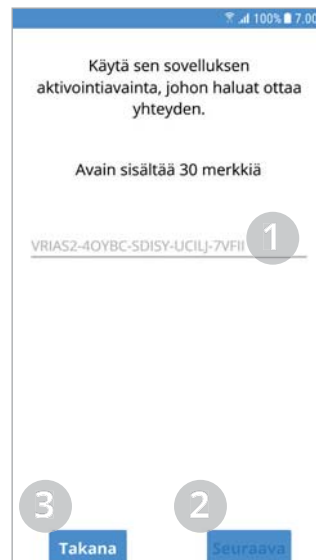 100% 7.00
Käytä sen sovelluksen
aktivointiavainta, johon haluat ottaa
yhteyden.
Avain sisältää 30 merkkiä
VRIAS2-4OYBC-SDISY-UCILJ-7VFII
1
3
2
Takana
Seuraava